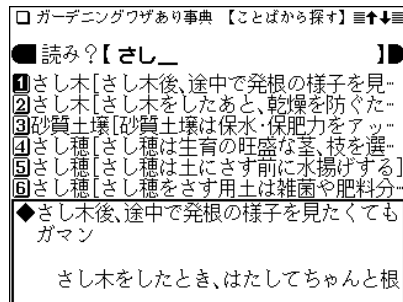 ガーデニングワザあり事典 【ことばから探す】
読み?【さし_ 】
1さし木[さし木後、途中で発根の様子を見…
2さし木[さし木をしたあと、乾燥を防ぐた…
3砂質土壌[砂質土壌は保水・保肥力をアッ…
4さし穂[さし穂は生育の旺盛な茎、枝を選…
5さし穂[さし穂は土にさす前に水揚げする]
6さし穂[さし穂をさす用土は雑菌や肥料分…
◆さし木後、途中で発根の様子を見たくても
ガマン
さし木をしたとき、はたしてちゃんと根